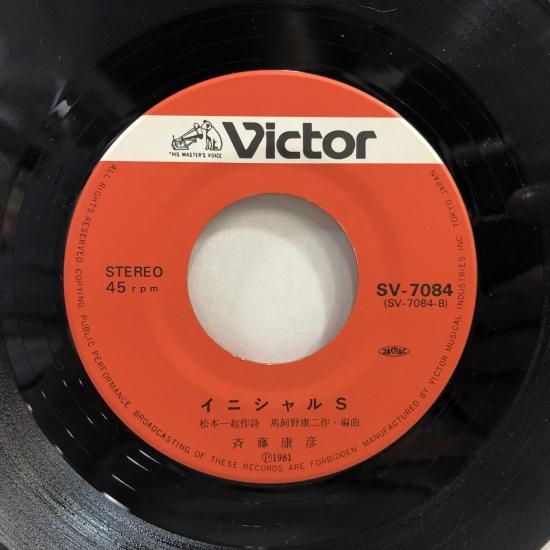 "HIS MASTER'S VOICE"
Victor
STEREO
45 rpm
SV-7084
(SV-7084-B)
JASRAC
イニシャルS
松本一起作詩 馬飼野康二作・編曲
斉藤康彦
Ⓟ1981
ALL RIGHTS RESERVED COPYING PUBLIC PERFORMANCE BROADCASTING OF THESE RECORDS ARE FORBIDDEN MANUFACTURED BY VICTOR MUSICAL INDUSTRIES INC TOKYO JAPAN